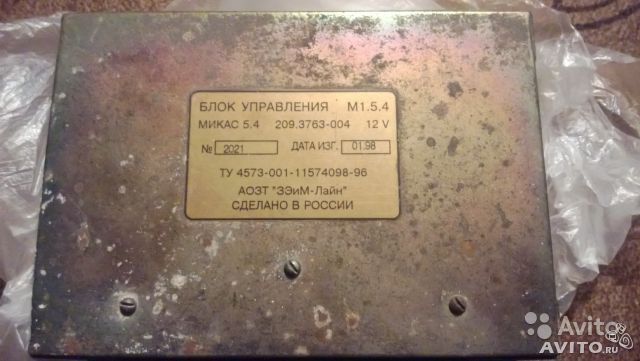 БЛОК УПРАВЛЕНИЯ М1.5.4
МИКАС 5.4 209.3763-004 12 V
№ 2021 ДАТА ИЗГ. 01.98
ТУ 4573-001-11574098-96
АОЗТ "ЗЭиМ-Лайн"
СДЕЛАНО В РОССИИ
Avito
AVITO.ru